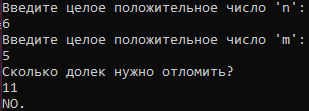 Введите целое положительное число 'n':
6
Введите целое положительное число 'm':
5
Сколько долек нужно отломить?
11
NO.